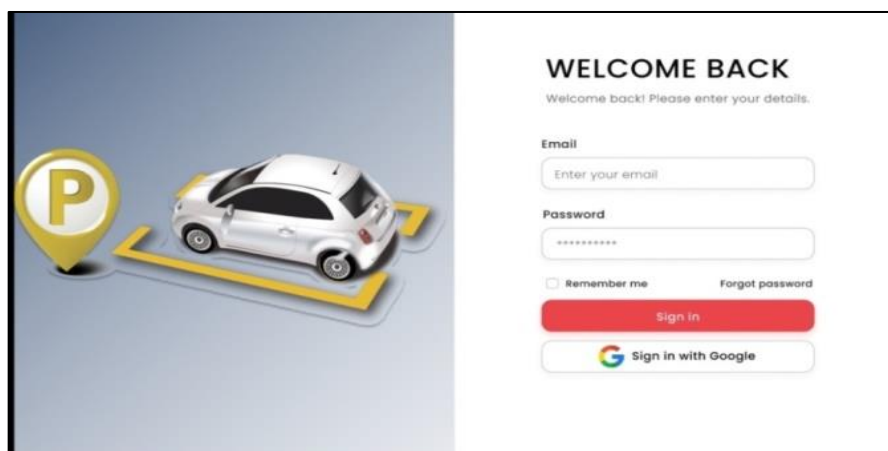 P
WELCOME BACK
Welcome back! Please enter your details.
Email
Enter your email
Password
**********
Remember me Forgot password
Sign in
Sign in with Google